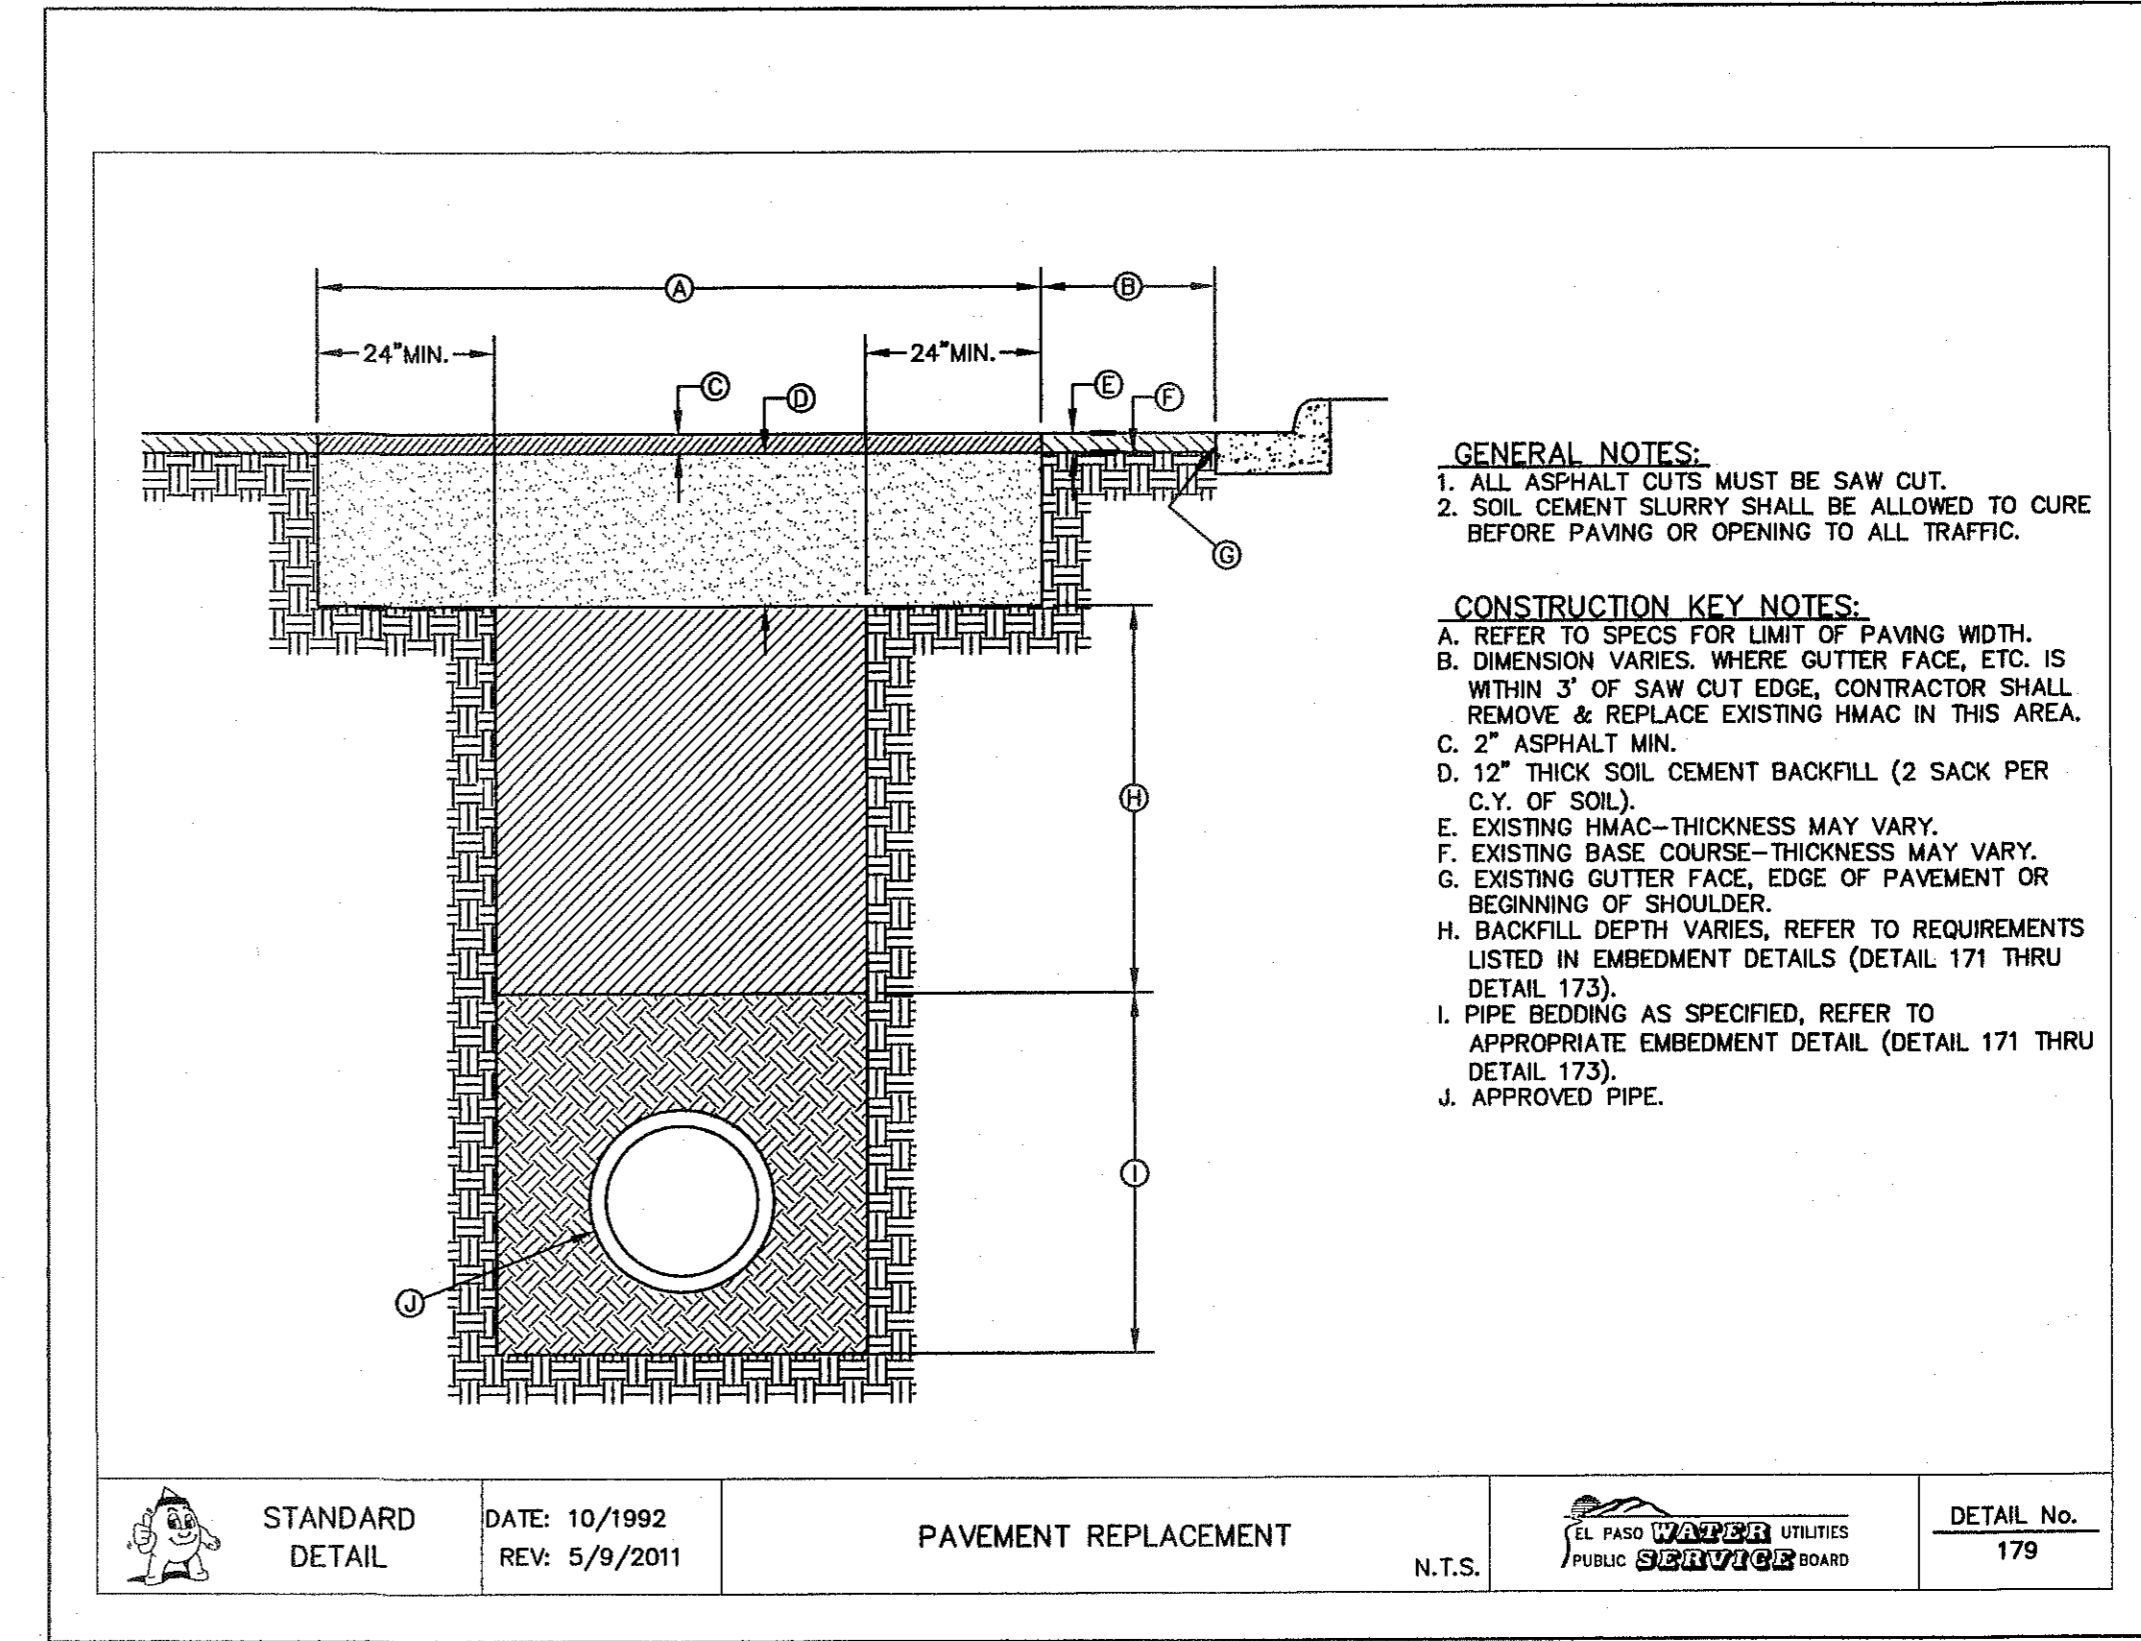 A
B
24"MIN.
24"MIN.
C
D
E
F
G
H
I
J
GENERAL NOTES:
1. ALL ASPHALT CUTS MUST BE SAW CUT.
2. SOIL CEMENT SLURRY SHALL BE ALLOWED TO CURE
BEFORE PAVING OR OPENING TO ALL TRAFFIC.
CONSTRUCTION KEY NOTES:
A. REFER TO SPECS FOR LIMIT OF PAVING WIDTH.
B. DIMENSION VARIES. WHERE GUTTER FACE, ETC. IS
WITHIN 3' OF SAW CUT EDGE, CONTRACTOR SHALL
REMOVE & REPLACE EXISTING HMAC IN THIS AREA.
C. 2" ASPHALT MIN.
D. 12" THICK SOIL CEMENT BACKFILL (2 SACK PER
C.Y. OF SOIL).
E. EXISTING HMAC-THICKNESS MAY VARY.
F. EXISTING BASE COURSE-THICKNESS MAY VARY.
G. EXISTING GUTTER FACE, EDGE OF PAVEMENT OR
BEGINNING OF SHOULDER.
H. BACKFILL DEPTH VARIES, REFER TO REQUIREMENTS
LISTED IN EMBEDMENT DETAILS (DETAIL 171 THRU
DETAIL 173).
I. PIPE BEDDING AS SPECIFIED, REFER TO
APPROPRIATE EMBEDMENT DETAIL (DETAIL 171 THRU
DETAIL 173).
J. APPROVED PIPE.
STANDARD
DETAIL
DATE: 10/1992
REV: 5/9/2011
PAVEMENT REPLACEMENT
N.T.S.
EL PASO WATER UTILITIES
PUBLIC SERVICE BOARD
DETAIL No.
179